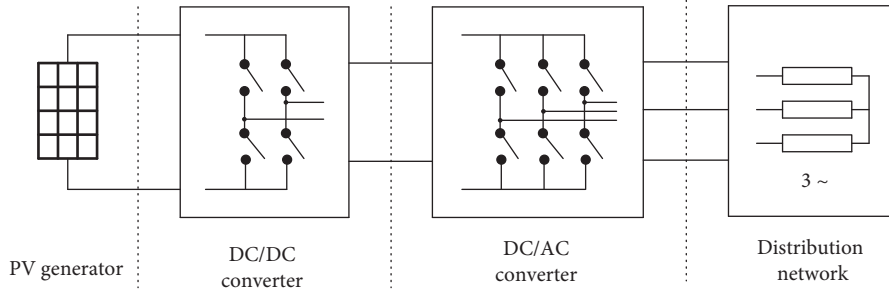 3 ~
PV generator
DC/DC
converter
DC/AC
converter
Distribution
network